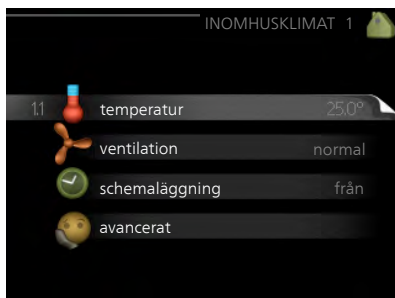 INOMHUSKLIMAT 1
1.1 temperatur 25.0°
ventilation normal
schemaläggning från
avancerat